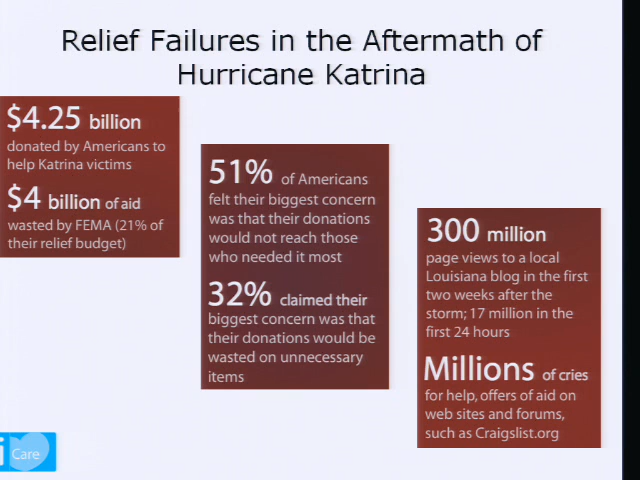 Relief Failures in the Aftermath of
Hurricane Katrina
$4.25 billion
donated by Americans to
help Katrina victims
$4 billion of aid
wasted by FEMA (21% of
their relief budget)
51% of Americans
felt their biggest concern
was that their donations
would not reach those
who needed it most
32% claimed their
biggest concern was that
their donations would be
wasted on unnecessary
items
300 million
page views to a local
Louisiana blog in the first
two weeks after the
storm; 17 million in the
first 24 hours
Millions of cries
for help, offers of aid on
web sites and forums,
such as Craigslist.org
i Care